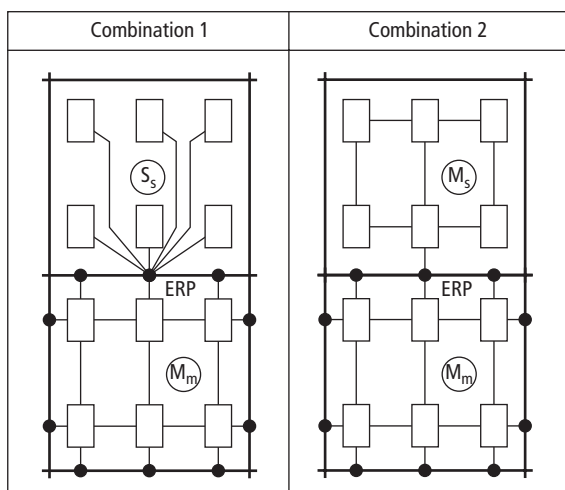 Combination 1
Combination 2
Ss
Ms
ERP
ERP
Mm
Mm